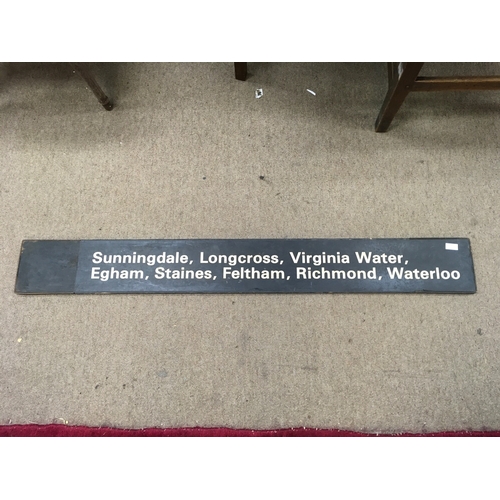 Sunningdale, Longcross, Virginia Water,
Egham, Staines, Feltham, Richmond, Waterloo